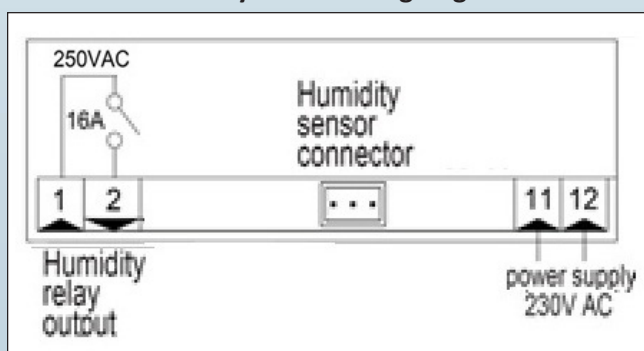 250VAC
16A
Humidity
sensor
connector
1 2 11 12
Humidity
relay
outout
power supply
230V AC